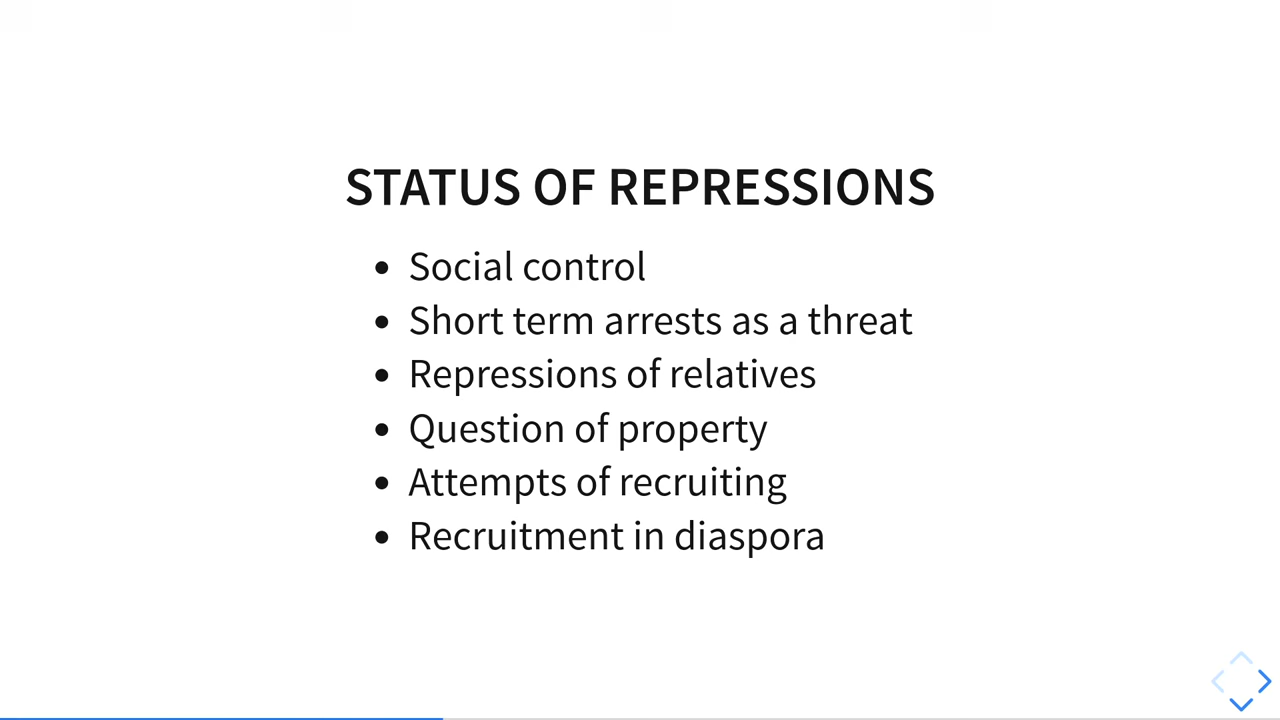 STATUS OF REPRESSIONS
Social control
Short term arrests as a threat
Repressions of relatives
Question of property
Attempts of recruiting
Recruitment in diaspora